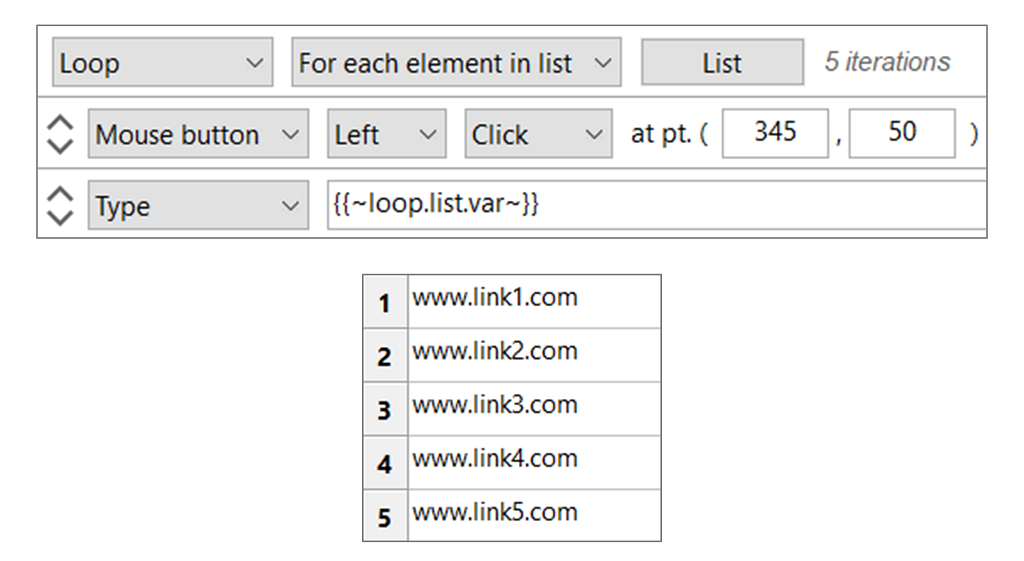 Loop For each element in list List 5 iterations
Mouse button Left Click at pt. ( 345 , 50 )
Type {{~loop.list.var~}}
1 www.link1.com
2 www.link2.com
3 www.link3.com
4 www.link4.com
5 www.link5.com